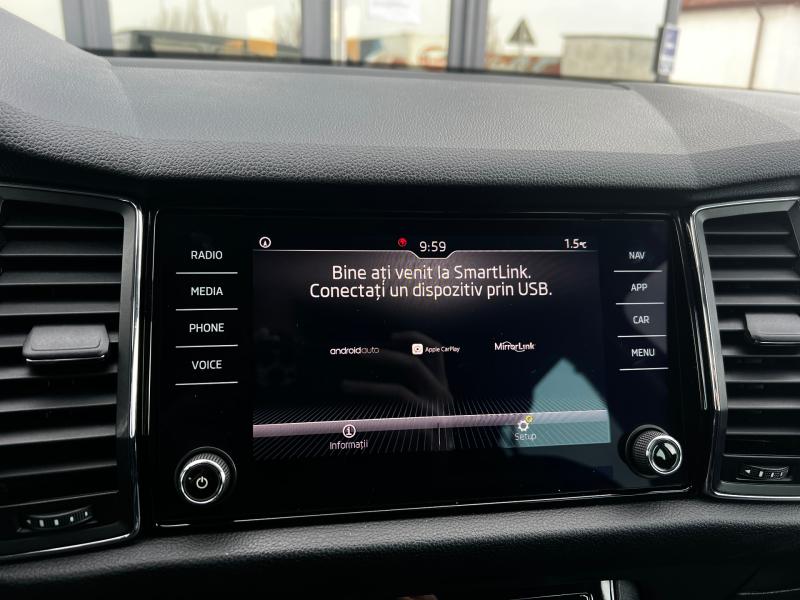 9:59
1.5°C
RADIO
MEDIA
PHONE
VOICE
Bine ați venit la SmartLink.
Conectați un dispozitiv prin USB.
androidauto
Apple CarPlay
MirrorLink
Informații
Setup
NAV
APP
CAR
MENU